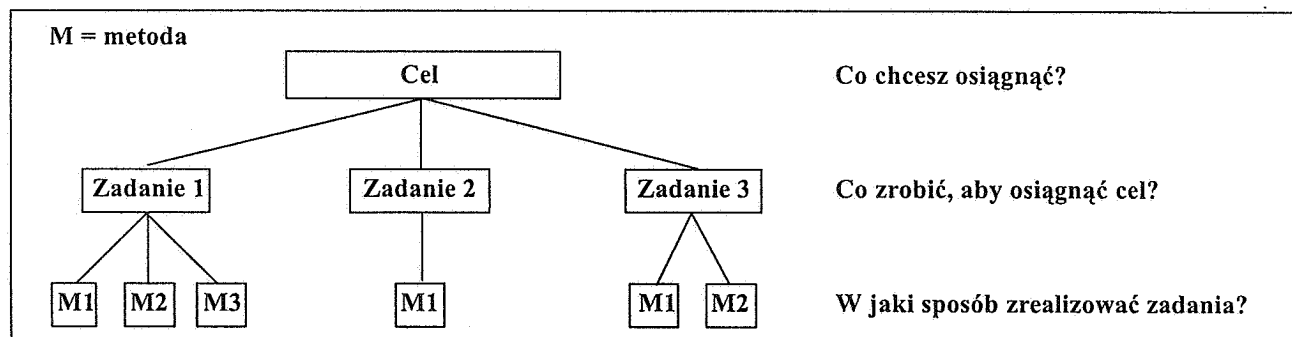 M = metoda
Cel
Co chcesz osiągnąć?
Zadanie 1
Zadanie 2
Zadanie 3
Co zrobić, aby osiągnąć cel?
M1
M2
M3
M1
M1
M2
W jaki sposób zrealizować zadania?